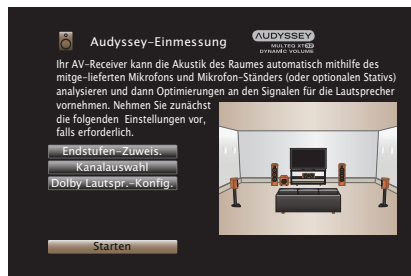 Audyssey-Einmessung
AUDYSSEY
MULTEQ XT32
DYNAMIC VOLUME
Ihr AV-Receiver kann die Akustik des Raumes automatisch mithilfe des
mitge-lieferten Mikrofons und Mikrofon-Ständers (oder optionalen Stativs)
analysieren und dann Optimierungen an den Signalen für die Lautsprecher
vornehmen. Nehmen Sie zunächst
die folgenden Einstellungen vor,
falls erforderlich.
Endstufen-Zuweis.
Kanalauswahl
Dolby Lautspr.-Konfig.
Starten